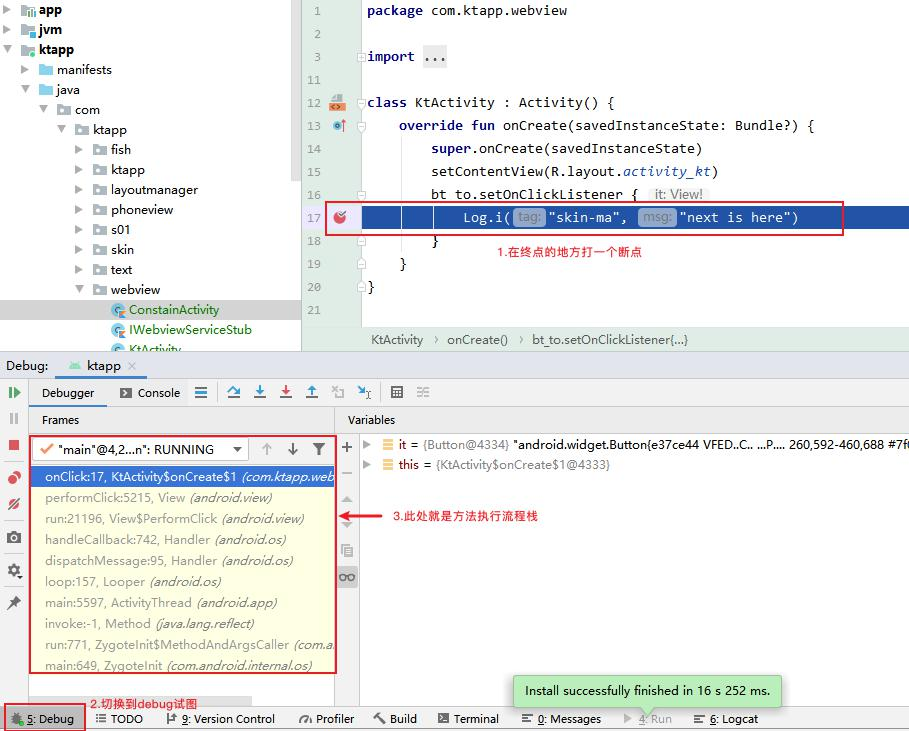 app
jvm
ktapp
manifests
java
com
ktapp
fish
ktapp
layoutmanager
phoneview
s01
skin
text
webview
ConstainActivity
IWebviewServiceStub
KtActivity
1 package com.ktapp.webview
2
3 import ...
11
12 class KtActivity : Activity() {
13 override fun onCreate(savedInstanceState: Bundle?) {
14 super.onCreate(savedInstanceState)
15 setContentView(R.layout.activity_kt)
16 bt_to.setOnClickListener { it: View!
17 Log.i( tag: "skin-ma", msg: "next is here")
18 }
1.在终点的地方打一个断点
19 }
20 }
21
KtActivity > onCreate() > bt_to.setOnClickListener{...}
Debug: ktapp
Debugger Console
Frames
"main"@4,2...n": RUNNING
onClick:17, KtActivity$onCreate$1 (com.ktapp.web
performClick:5215, View (android.view)
run:21196, View$PerformClick (android.view)
handleCallback:742, Handler (android.os)
dispatchMessage:95, Handler (android.os)
loop:157, Looper (android.os)
main:5597, ActivityThread (android.app)
invoke:-1, Method (java.lang.reflect)
run:771, ZygoteInit$MethodAndArgsCaller (com.a
main:649, ZygoteInit (com.android.internal.os)
Variables
it = {Button@4334} "android.widget.Button{e37ce44 VFED..C.. ...P.... 260,592-460,688 #7f
this = {KtActivity$onCreate$1@4333}
3.此处就是方法执行流程栈
Install successfully finished in 16 s 252 ms.
2.切换到debug试图
5: Debug TODO 9: Version Control Profiler Build Terminal 0: Messages 4: Run 6: Logcat